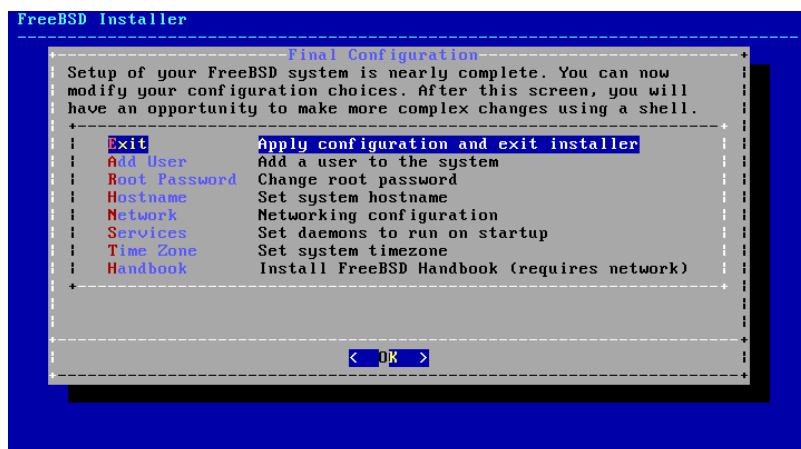 FreeBSD Installer
Final Configuration
Setup of your FreeBSD system is nearly complete. You can now
modify your configuration choices. After this screen, you will
have an opportunity to make more complex changes using a shell.
Exit Apply configuration and exit installer
Add User Add a user to the system
Root Password Change root password
Hostname Set system hostname
Network Networking configuration
Services Set daemons to run on startup
Time Zone Set system timezone
Handbook Install FreeBSD Handbook (requires network)
< OK >